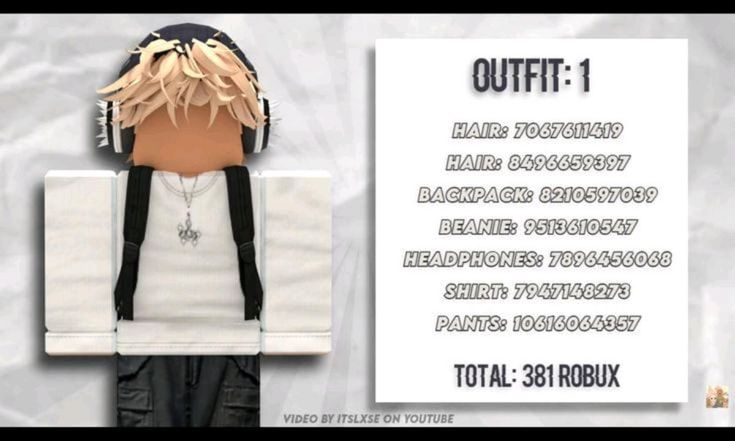 OUTFIT: 1
HAIR: 7067611419
HAIR: 8496659397
BACKPACK: 8210597039
BEANIE: 9513610547
HEADPHONES: 7896456068
SHIRT: 7947148273
PANTS: 10616064357
TOTAL: 381 ROBUX
VIDEO BY ITSLXSE ON YOUTUBE